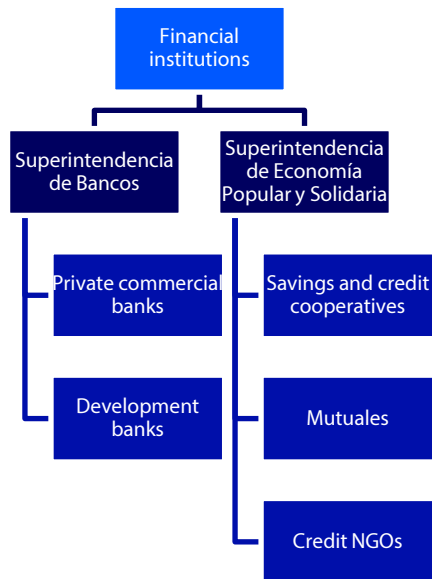 Financial
institutions
Superintendencia
de Bancos
Superintendencia
de Economía
Popular y Solidaria
Private commercial
banks
Savings and credit
cooperatives
Development
banks
Mutuales
Credit NGOs